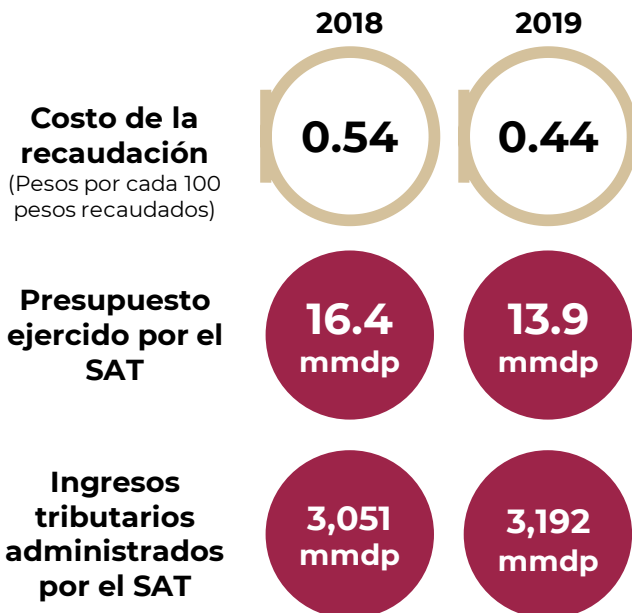 2018 2019
Costo de la
recaudación
(Pesos por cada 100
pesos recaudados)
0.54 0.44
Presupuesto
ejercido por el
SAT
16.4
mmdp
13.9
mmdp
Ingresos
tributarios
administrados
por el SAT
3,051
mmdp
3,192
mmdp